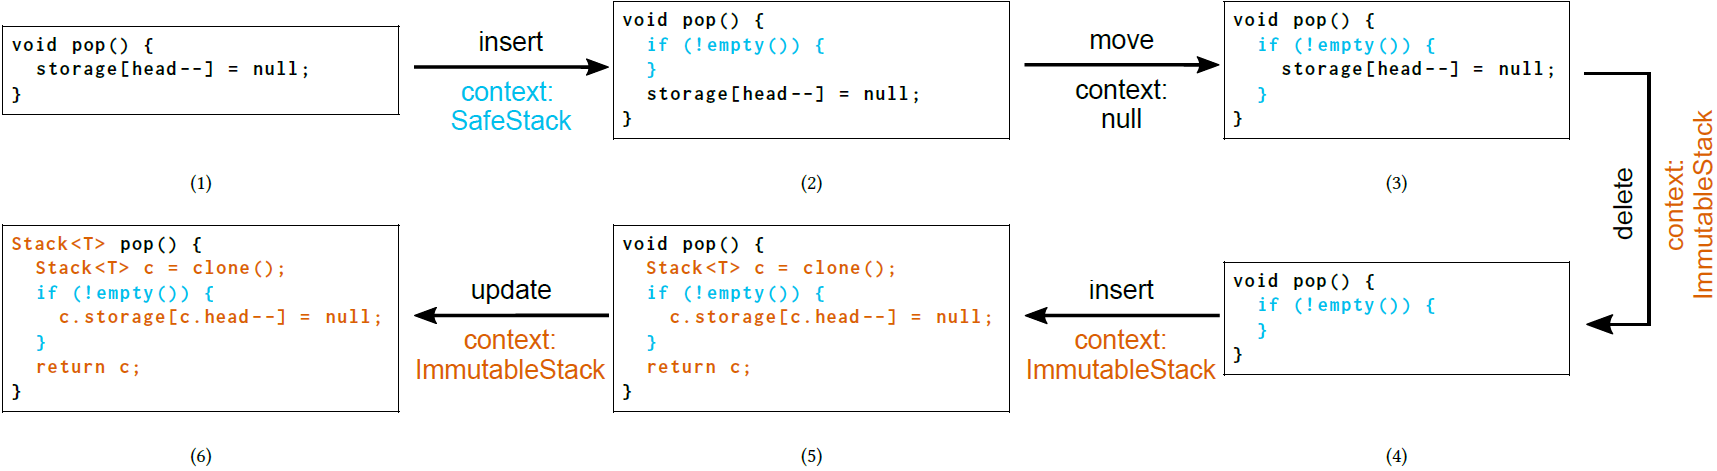 void pop() {
  storage[head--] = null;
}
(1)
insert
context:
SafeStack
void pop() {
  if (!empty()) {
  }
  storage[head--] = null;
}
(2)
move
context:
null
void pop() {
  if (!empty()) {
    storage[head--] = null;
  }
}
(3)
delete
context:
ImmutableStack
void pop() {
  if (!empty()) {
  }
}
(4)
insert
context:
ImmutableStack
void pop() {
  Stack<T> c = clone();
  if (!empty()) {
    c.storage[c.head--] = null;
  }
  return c;
}
(5)
update
context:
ImmutableStack
Stack<T> pop() {
  Stack<T> c = clone();
  if (!empty()) {
    c.storage[c.head--] = null;
  }
  return c;
}
(6)